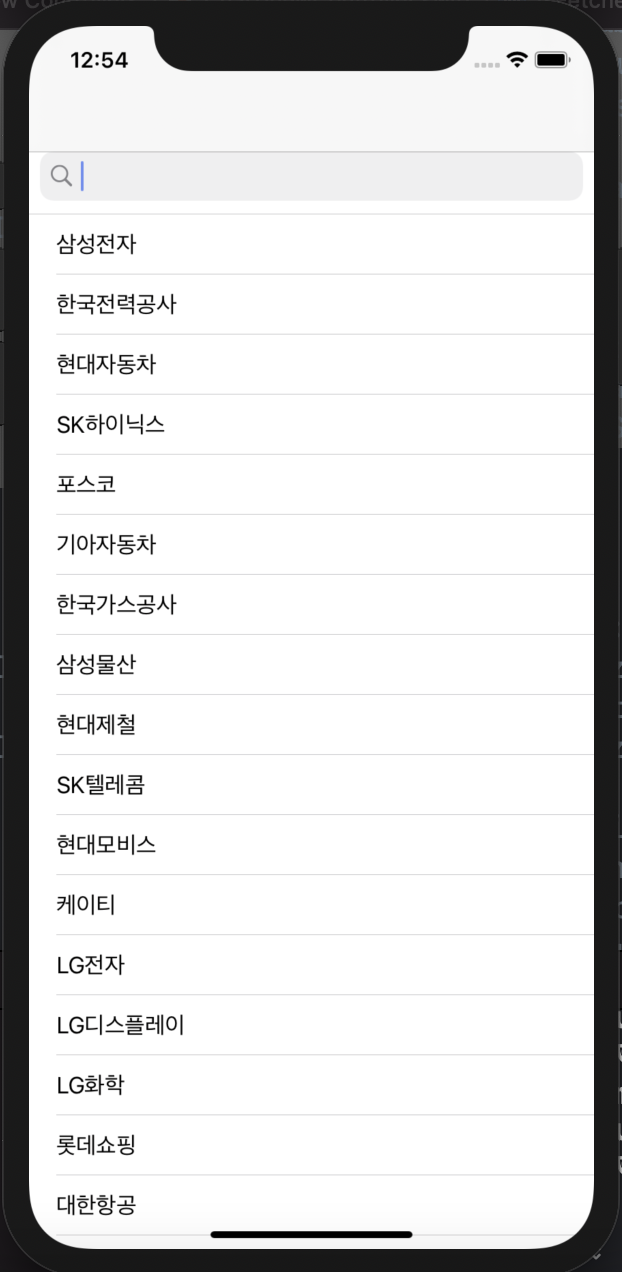 12:54
삼성전자
한국전력공사
현대자동차
SK하이닉스
포스코
기아자동차
한국가스공사
삼성물산
현대제철
SK텔레콤
현대모비스
케이티
LG전자
LG디스플레이
LG화학
롯데쇼핑
대한항공